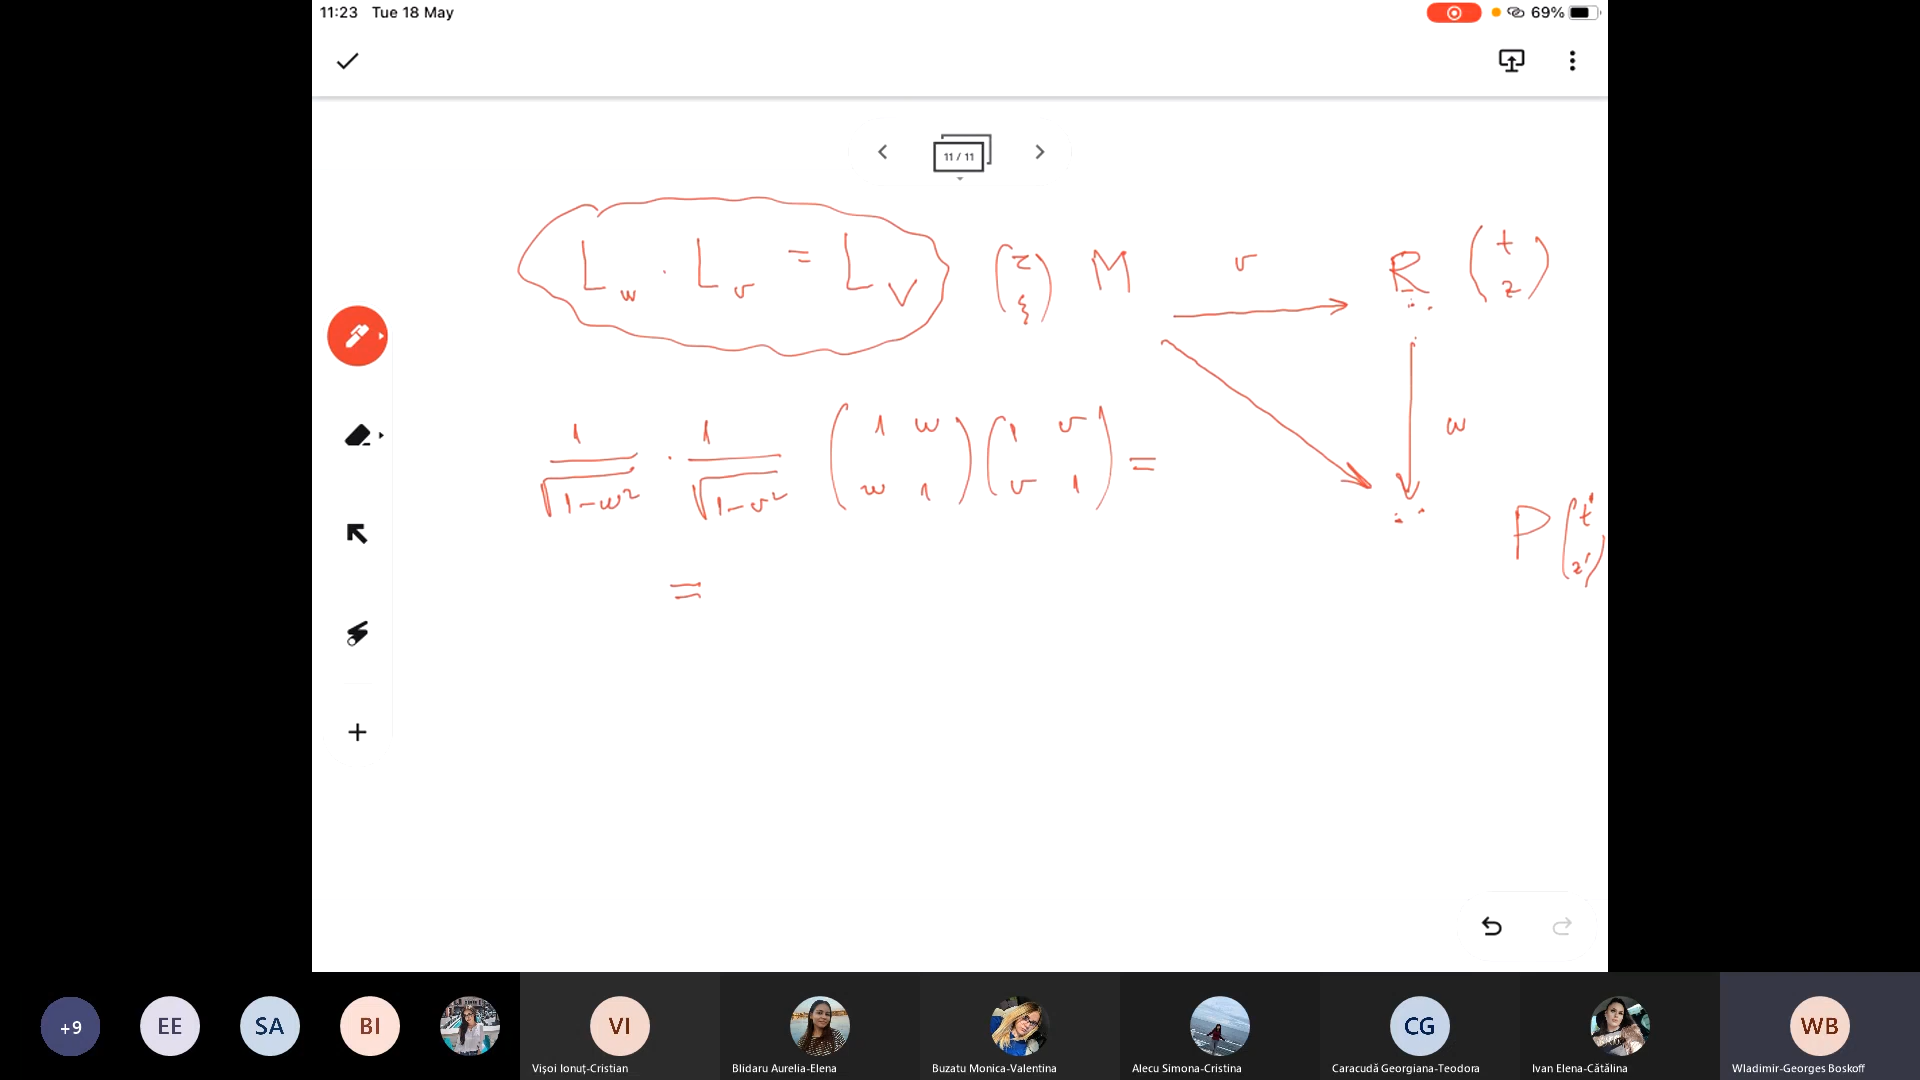 11:23 Tue 18 May 69%
11 / 11
L_w · L_v = L_V (τ ξ) M v R (t z)
1/√(1-w²) · 1/√(1-v²) (1 w w 1)(1 v v 1) =
w
P (t' z')
=
+9 EE SA BI VI CG WB
Vișoi Ionuț-Cristian Blidaru Aurelia-Elena Buzatu Monica-Valentina Alecu Simona-Cristina Caracudă Georgiana-Teodora Ivan Elena-Cătălina Wladimir-Georges Boskoff